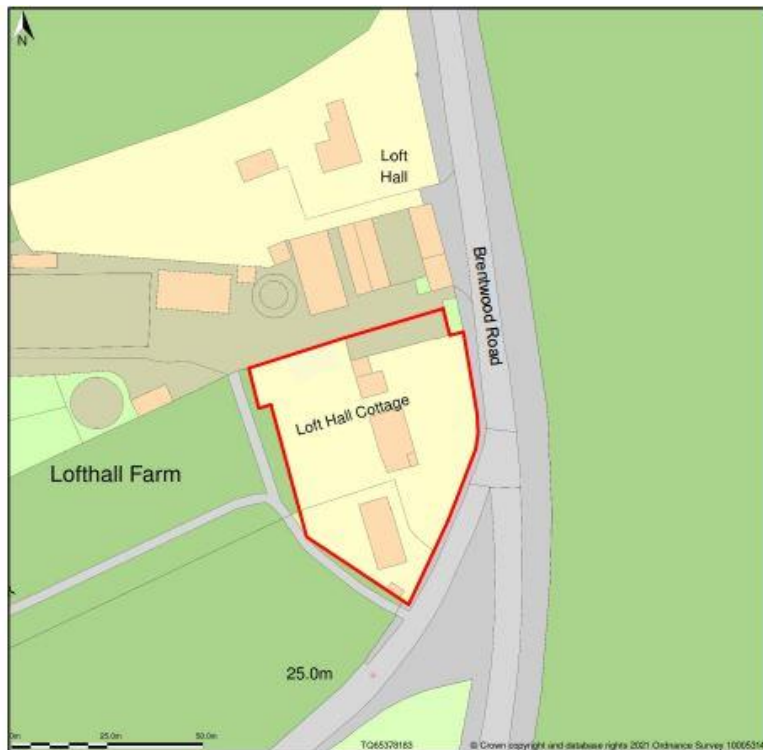 N
Loft
Hall
Brentwood Road
Loft Hall Cottage
Lofthall Farm
25.0m
0m 25.0m 50.0m
TQ65378163
© Crown copyright and database rights 2021 Ordnance Survey